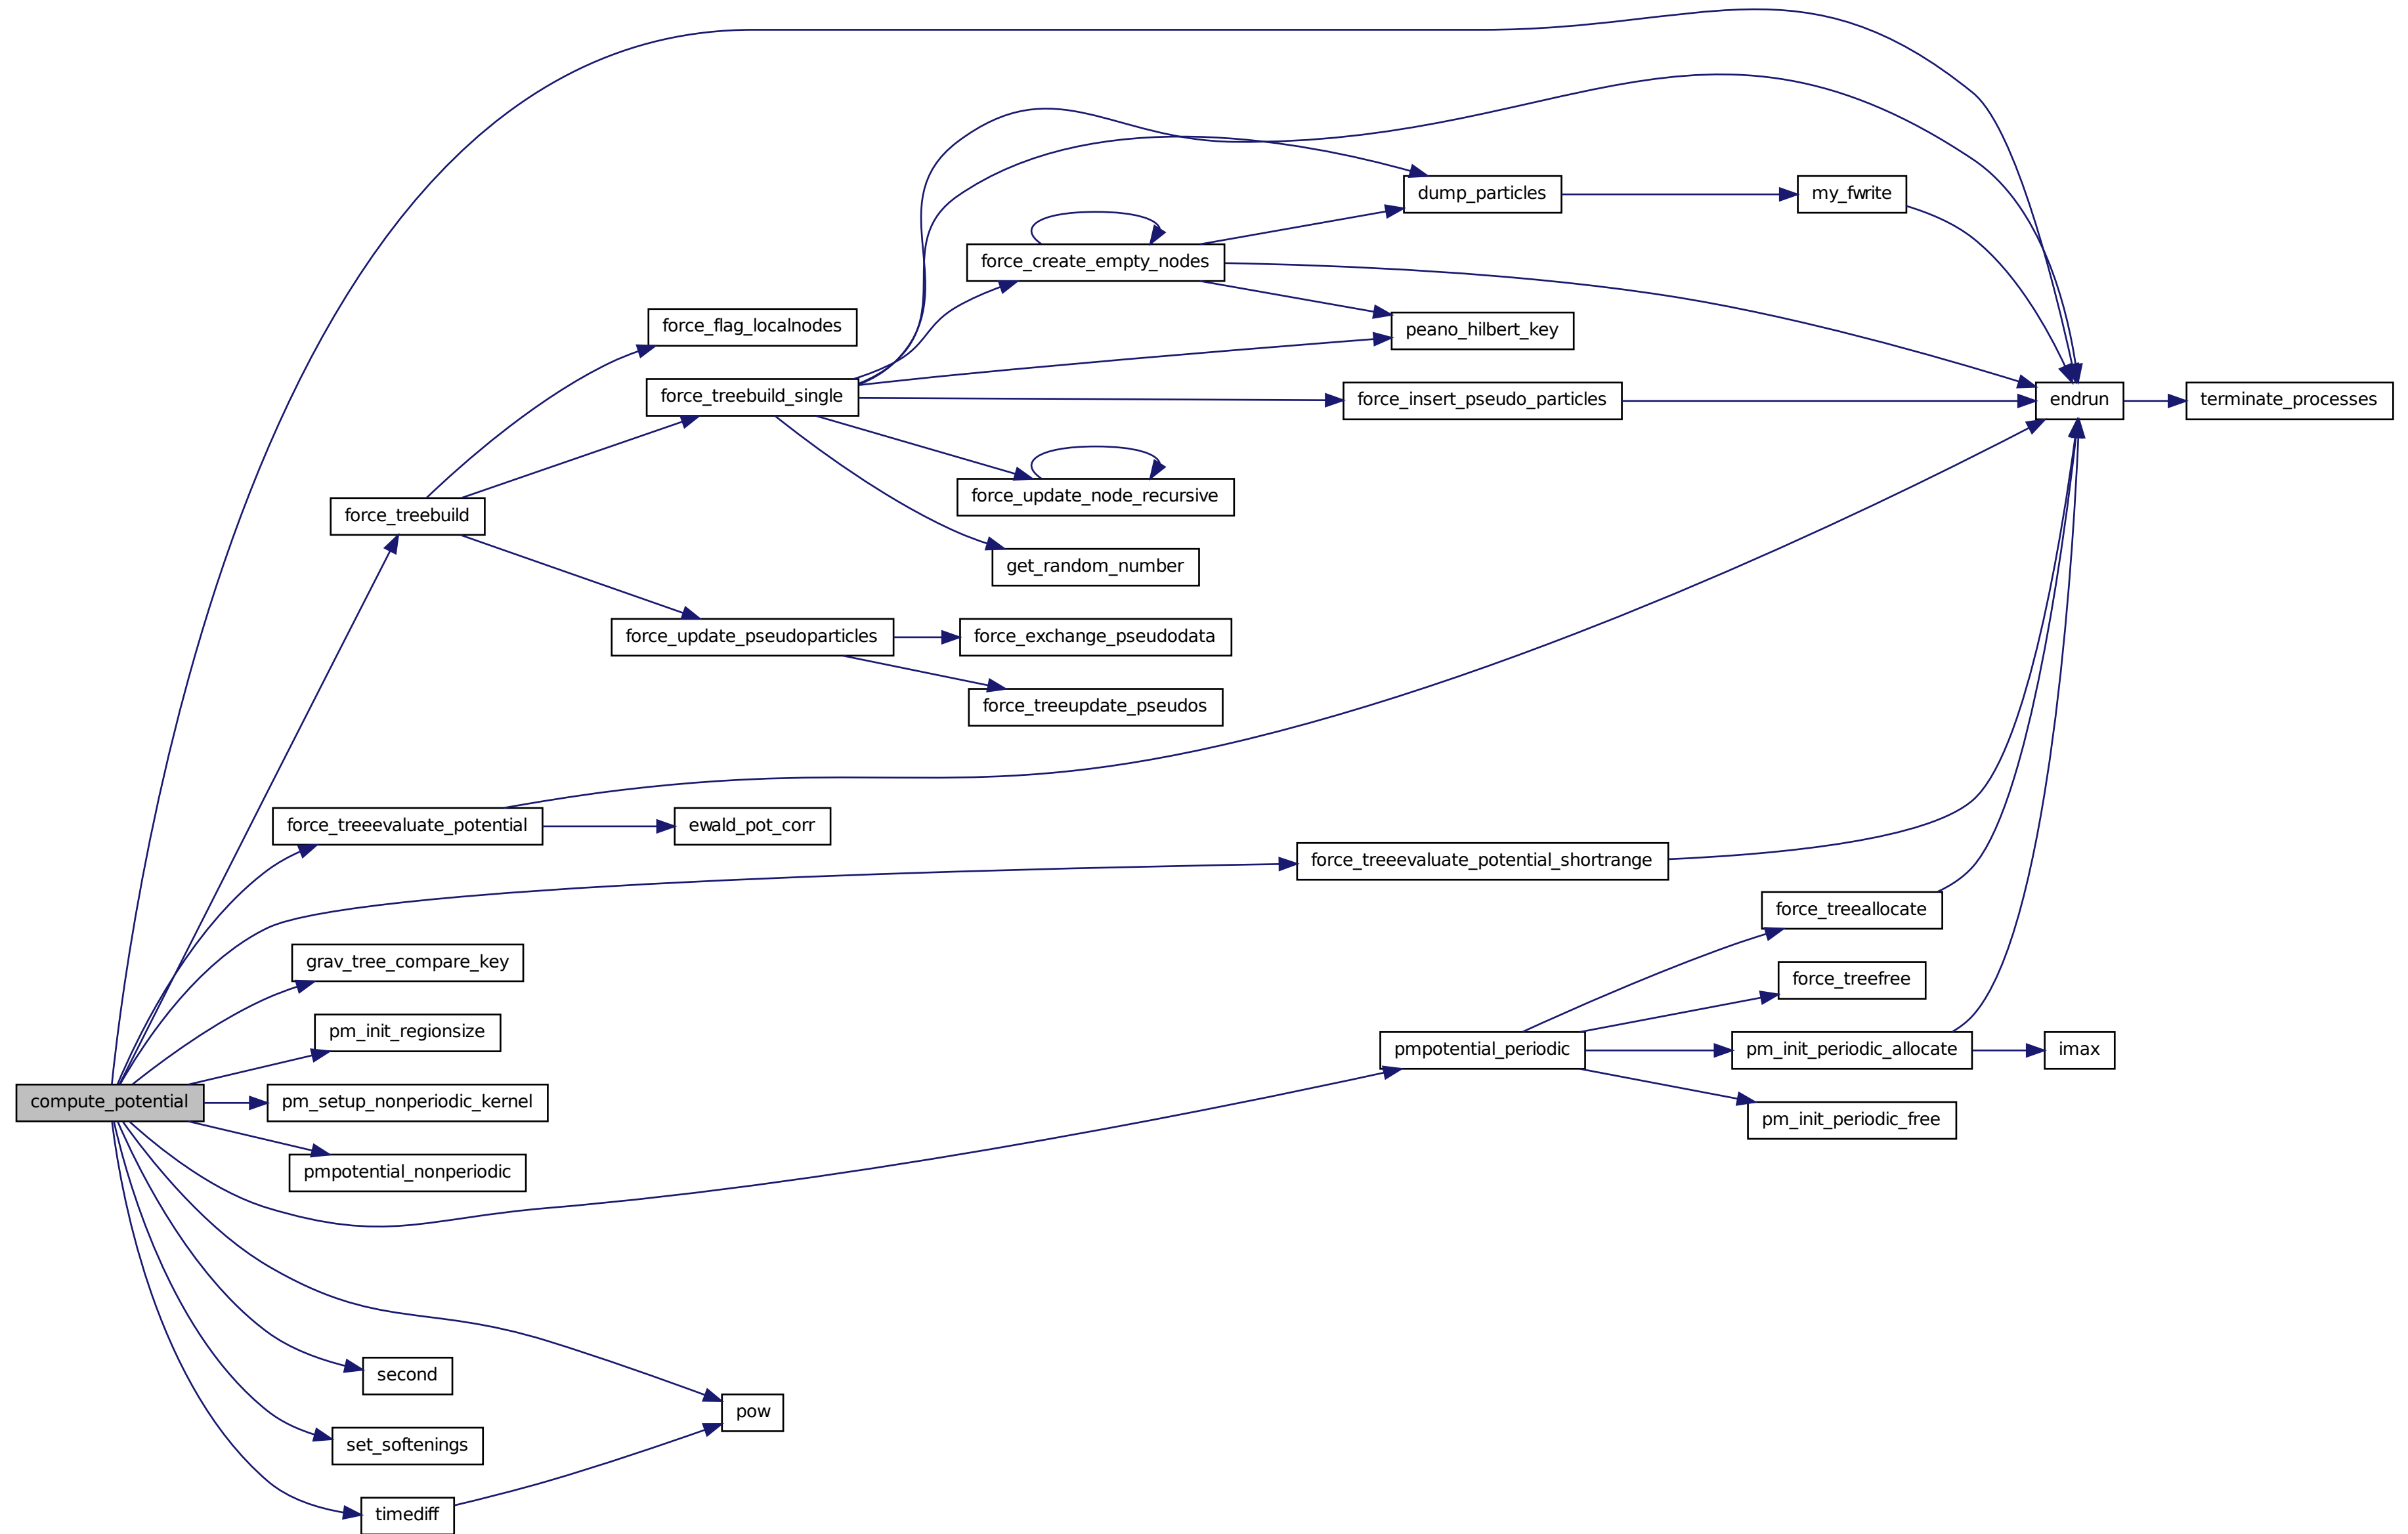 dump_particles
my_fwrite
force_create_empty_nodes
force_flag_localnodes
peano_hilbert_key
force_treebuild_single
force_insert_pseudo_particles
endrun
terminate_processes
force_update_node_recursive
force_treebuild
get_random_number
force_update_pseudoparticles
force_exchange_pseudodata
force_treeupdate_pseudos
force_treeevaluate_potential
ewald_pot_corr
force_treeevaluate_potential_shortrange
force_treeallocate
grav_tree_compare_key
force_treefree
pm_init_regionsize
pmpotential_periodic
pm_init_periodic_allocate
imax
compute_potential
pm_setup_nonperiodic_kernel
pm_init_periodic_free
pmpotential_nonperiodic
second
pow
set_softenings
timediff